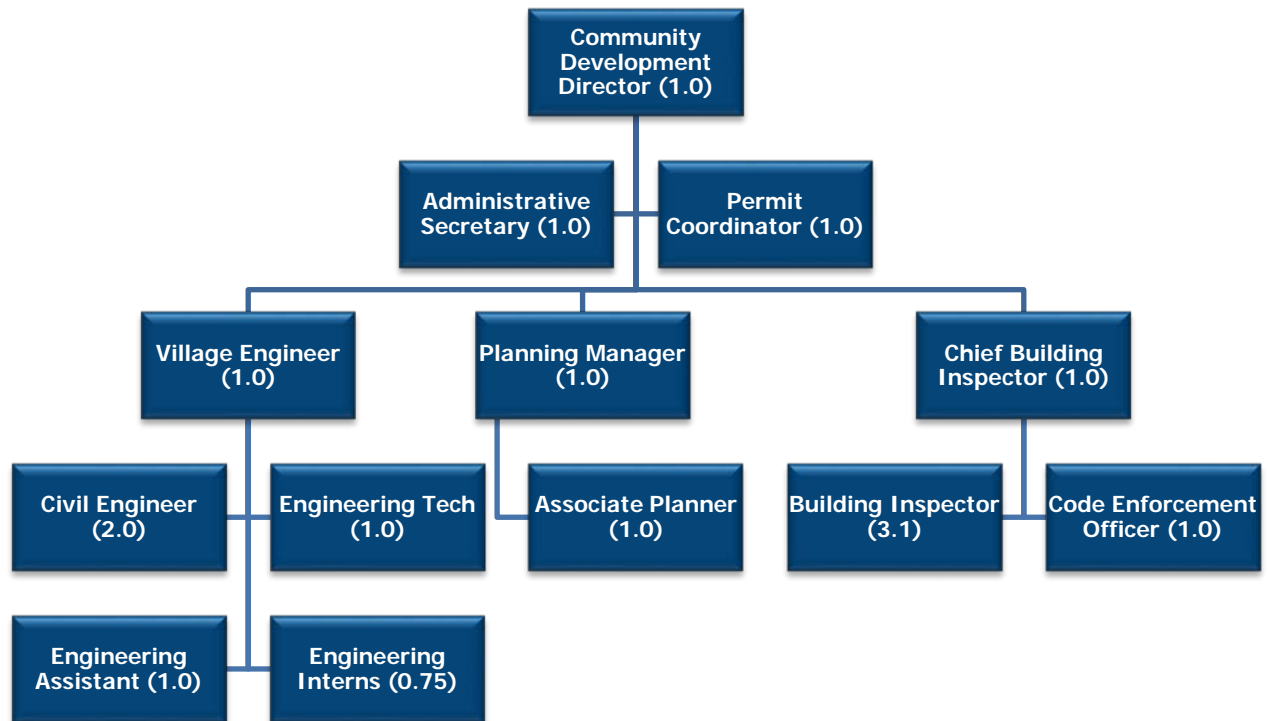 Community
Development
Director (1.0)
Administrative
Secretary (1.0)
Permit
Coordinator (1.0)
Village Engineer
(1.0)
Planning Manager
(1.0)
Chief Building
Inspector (1.0)
Civil Engineer
(2.0)
Engineering Tech
(1.0)
Associate Planner
(1.0)
Building Inspector
(3.1)
Code Enforcement
Officer (1.0)
Engineering
Assistant (1.0)
Engineering
Interns (0.75)